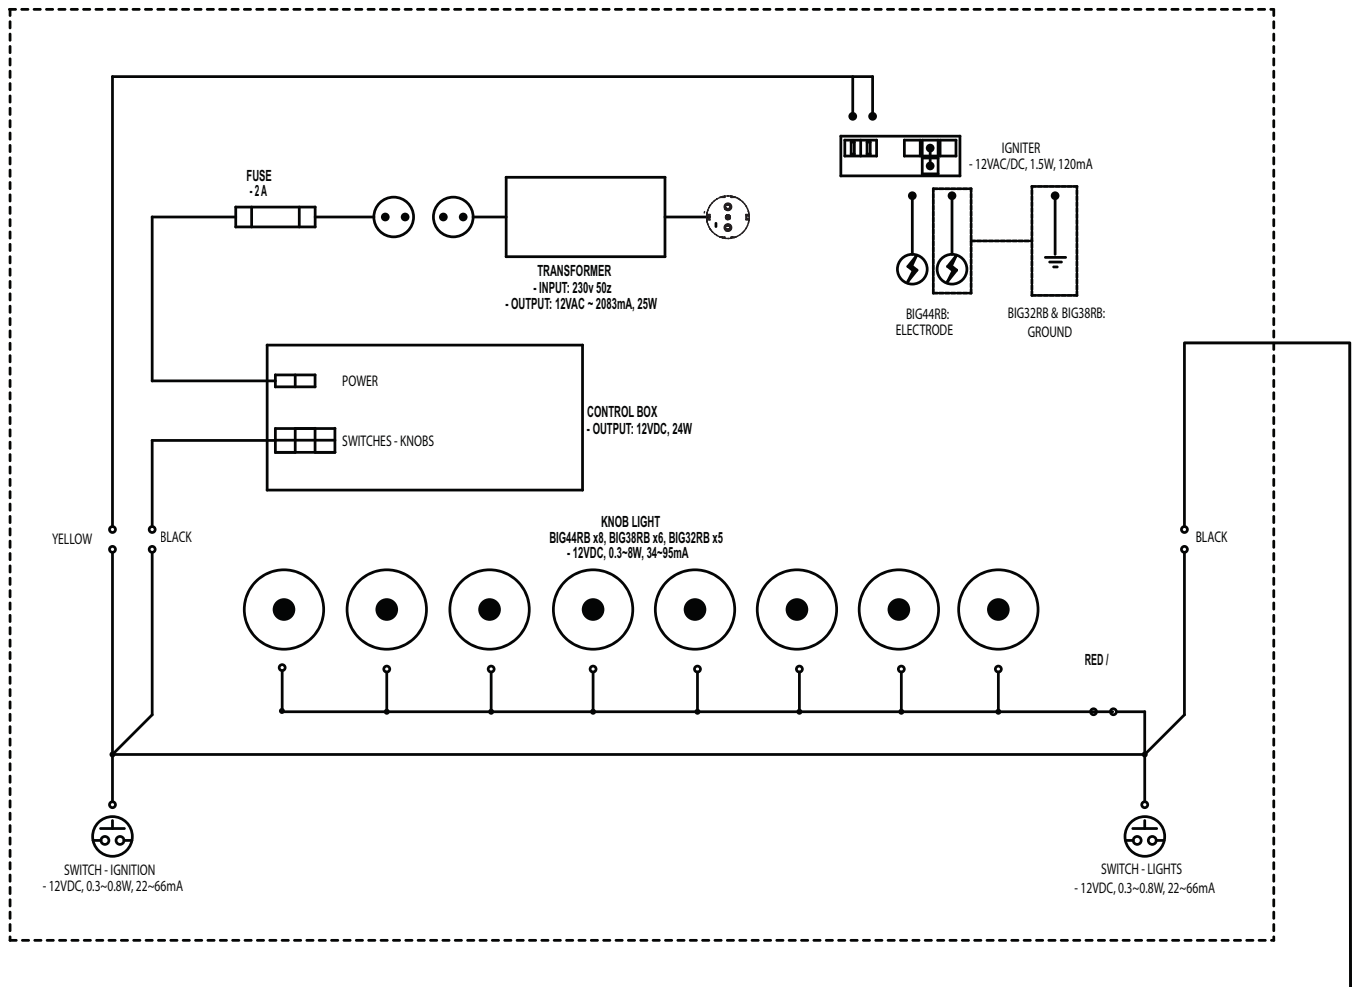 IGNITER
- 12VAC/DC, 1.5W, 120mA
FUSE
- 2 A
TRANSFORMER
- INPUT: 230v 50z
- OUTPUT: 12VAC ~ 2083mA, 25W
BIG44RB:
ELECTRODE
BIG32RB & BIG38RB:
GROUND
POWER
CONTROL BOX
- OUTPUT: 12VDC, 24W
SWITCHES - KNOBS
YELLOW
BLACK
KNOB LIGHT
BIG44RB x8, BIG38RB x6, BIG32RB x5
- 12VDC, 0.3~8W, 34~95mA
BLACK
RED /
SWITCH - IGNITION
- 12VDC, 0.3~0.8W, 22~66mA
SWITCH - LIGHTS
- 12VDC, 0.3~0.8W, 22~66mA